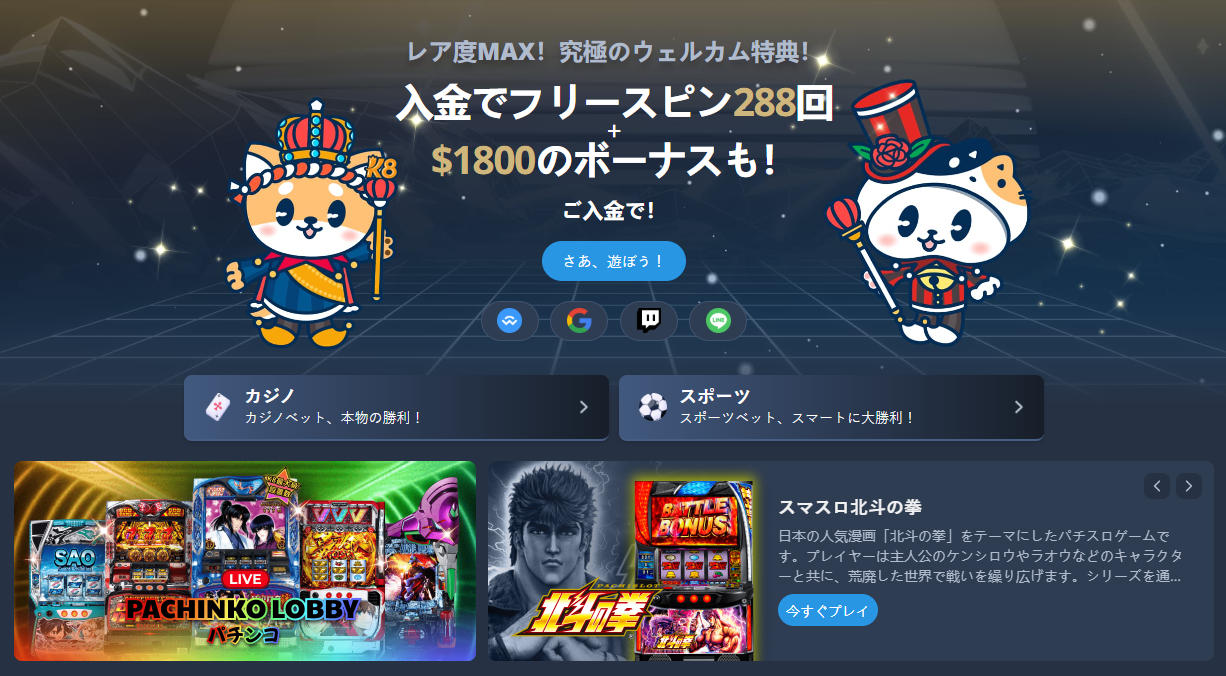 レア度MAX！究極のウェルカム特典！
入金でフリースピン288回
+
$1800のボーナスも！
ご入金で！
K8
さあ、遊ぼう！
LINE
カジノ
カジノベット、本物の勝利！
スポーツ
スポーツベット、スマートに大勝利！
SAO
LIVE
PACHINKO LOBBY
パチンコ
BATTLE
BONUS
PACHISLOT
北斗の拳
北斗の拳
スマスロ北斗の拳
日本の人気漫画「北斗の拳」をテーマにしたパチスロゲームで
す。プレイヤーは主人公のケンシロウやラオウなどのキャラクタ
ーと共に、荒廃した世界で戦いを繰り広げます。シリーズを通...
今すぐプレイ